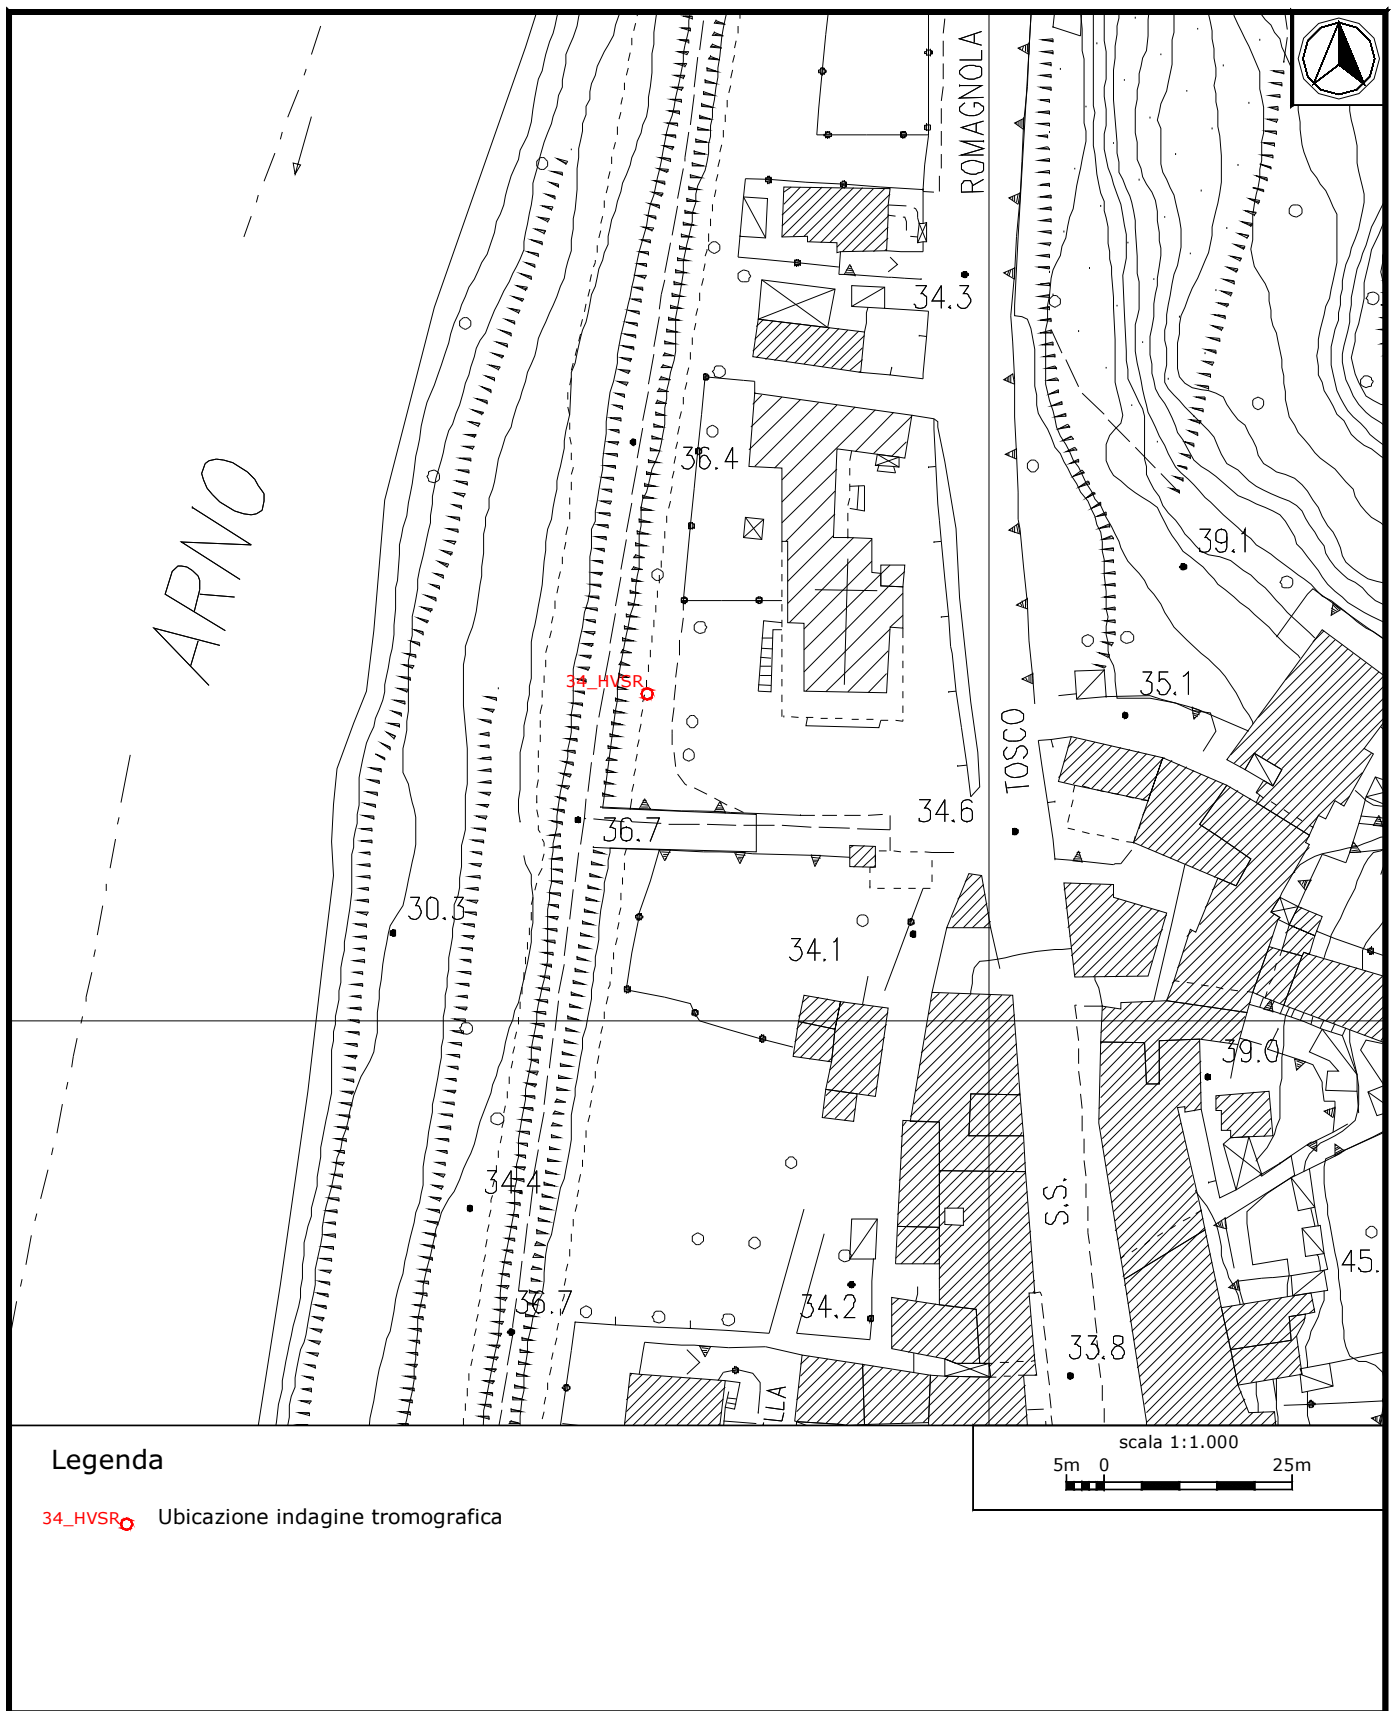 ROMAGNOLA
34.3
36.4
ARNO
39.1
34_HVSR
35.1
TOSCO
34.6
36.7
30.3
34.1
39.0
34.4
S.S.
45.
36.7
34.2
33.8
LLA
Legenda
scala 1:1.000
5m 0 25m
34_HVSR Ubicazione indagine tromografica